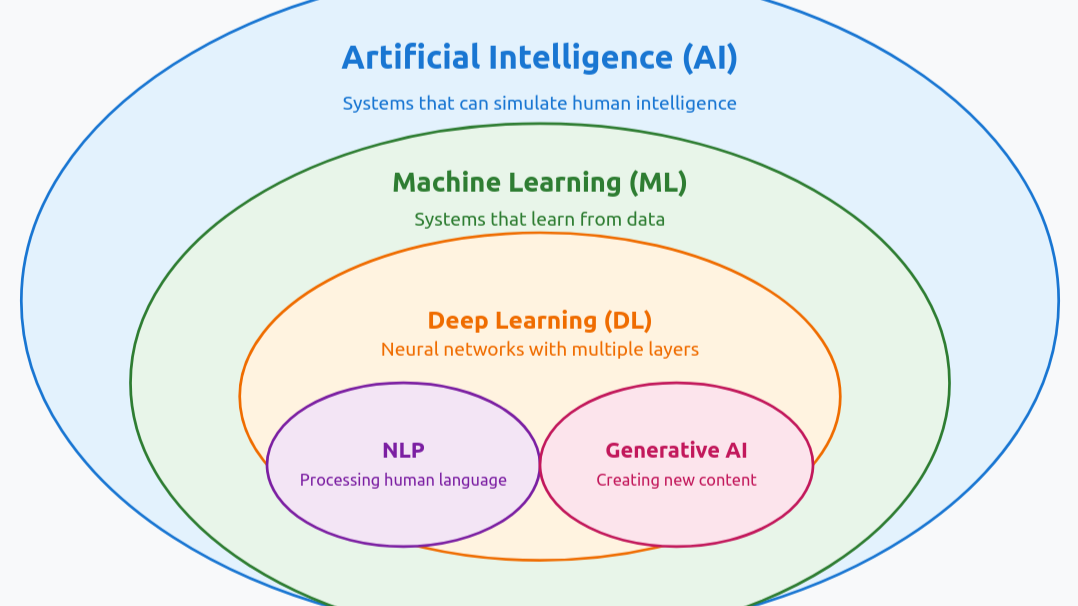 Artificial Intelligence (AI)
Systems that can simulate human intelligence
Machine Learning (ML)
Systems that learn from data
Deep Learning (DL)
Neural networks with multiple layers
NLP
Processing human language
Generative AI
Creating new content